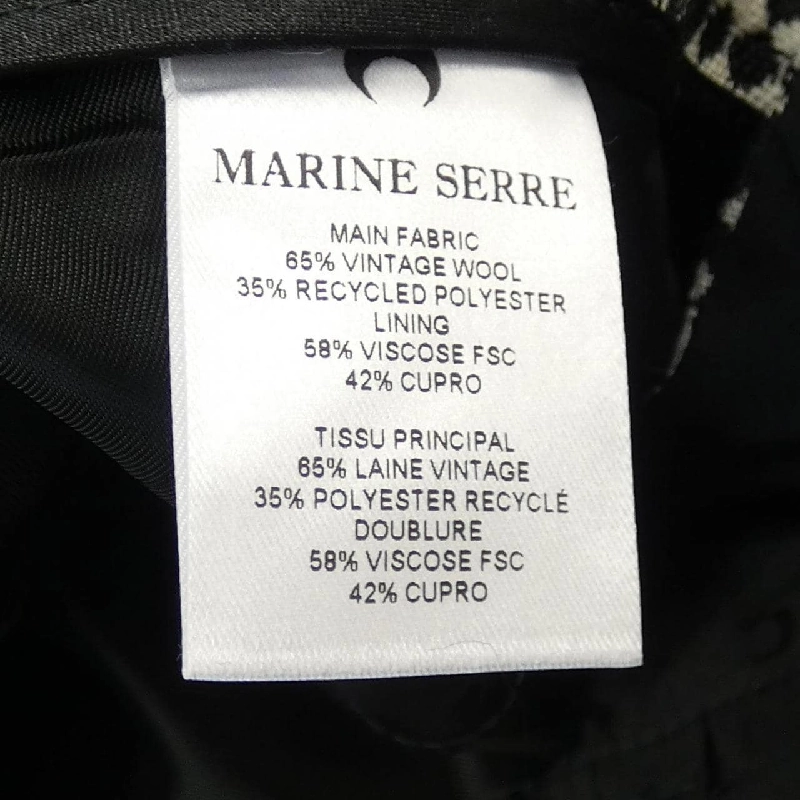 MARINE SERRE
MAIN FABRIC
65% VINTAGE WOOL
35% RECYCLED POLYESTER
LINING
58% VISCOSE FSC
42% CUPRO
TISSU PRINCIPAL
65% LAINE VINTAGE
35% POLYESTER RECYCLÉ
DOUBLURE
58% VISCOSE FSC
42% CUPRO